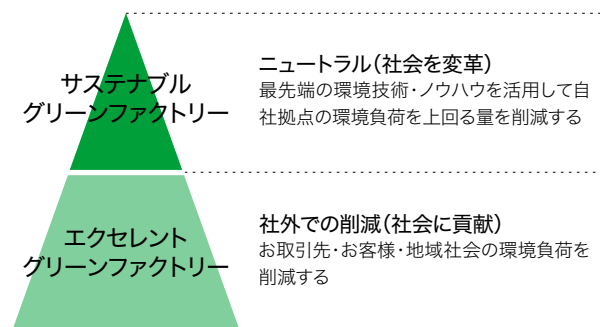 サステナブル
グリーンファクトリー
ニュートラル(社会を変革)
最先端の環境技術・ノウハウを活用して自
社拠点の環境負荷を上回る量を削減する
エクセレント
グリーンファクトリー
社外での削減(社会に貢献)
お取引先・お客様・地域社会の環境負荷を
削減する